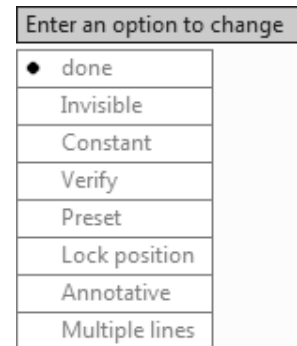 Enter an option to change
done
Invisible
Constant
Verify
Preset
Lock position
Annotative
Multiple lines